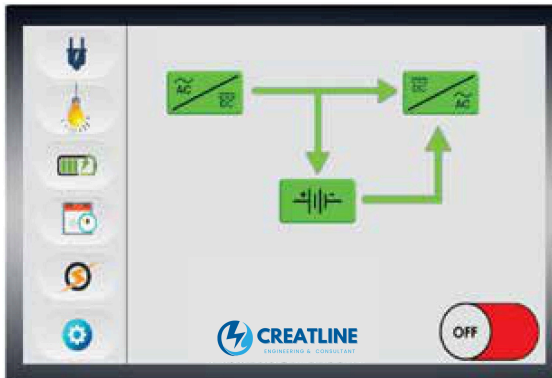 AC
DC
DC
AC
CREATLINE
ENGINEERING & CONSULTANT
OFF